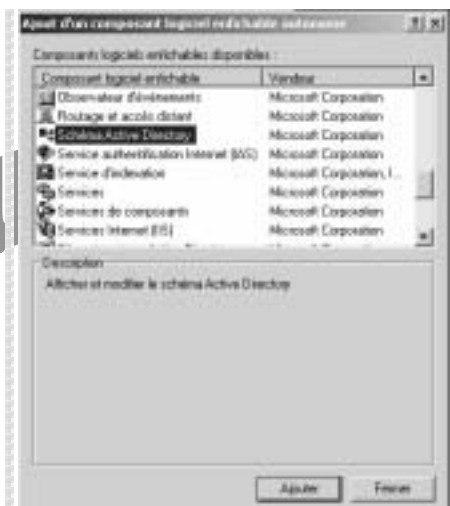 Ajout d'un composant logiciel enfichable autonome
Composants logiciels enfichables disponibles :
Composant logiciel enfichable Vendeur
Observateur d'événements Microsoft Corporation
Routage et accès distant Microsoft Corporation
Schéma Active Directory Microsoft Corporation
Service authentification Internet (IAS) Microsoft Corporation
Service d'indexation Microsoft Corporation, I...
Services Microsoft Corporation
Services de composants Microsoft Corporation
Services Internet (IIS) Microsoft Corporation
Description
Afficher et modifier le schéma Active Directory
Ajouter Fermer